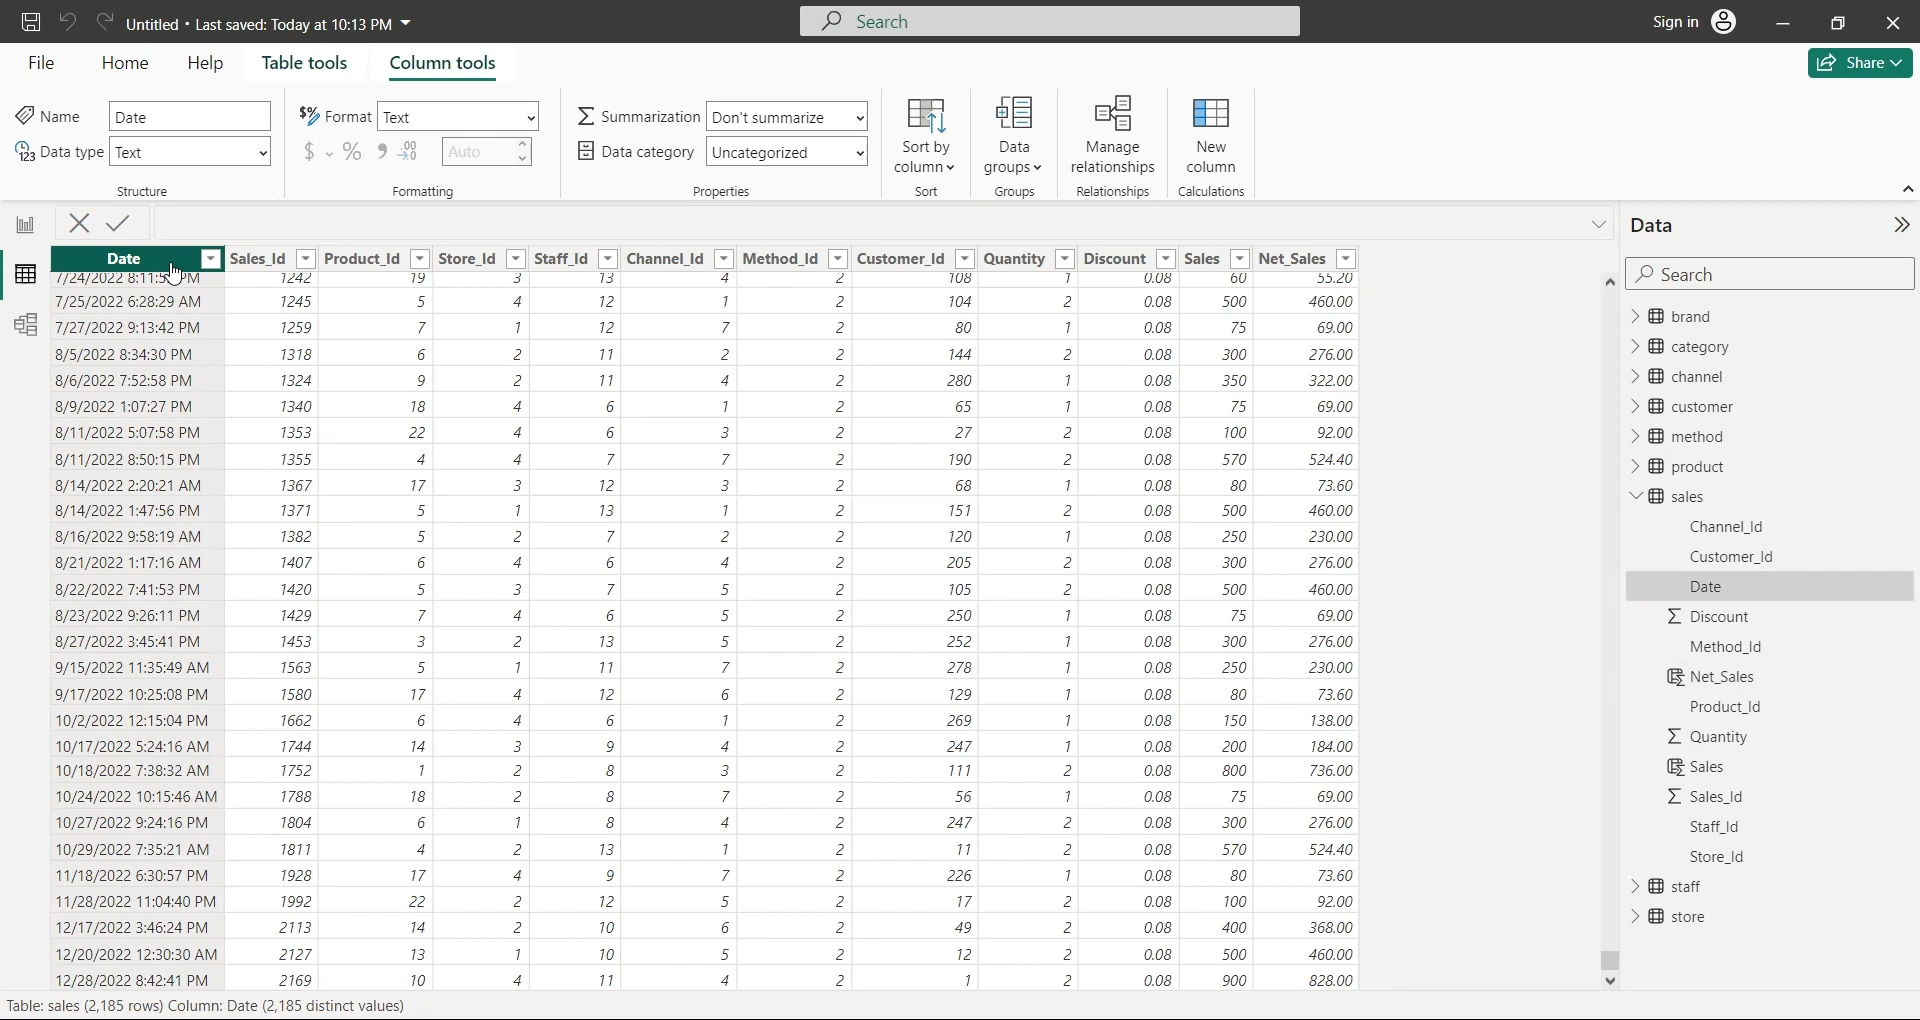 Untitled • Last saved: Today at 10:13 PM
Search
Sign in
File Home Help Table tools Column tools
Share
Name Date
Data type Text
Structure
Format Text
$ % 9 .00 Auto
Formatting
Summarization Don't summarize
Data category Uncategorized
Properties
Sort by
column
Sort
Data
groups
Groups
Manage
relationships
Relationships
New
column
Calculations
Date Sales_Id Product_Id Store_Id Staff_Id Channel_Id Method_Id Customer_Id Quantity Discount Sales Net_Sales
1242 19 3 13 4 2 108 1 0.08 60 55.20
7/25/2022 6:28:29 AM 1245 5 4 12 1 2 104 2 0.08 500 460.00
7/27/2022 9:13:42 PM 1259 7 1 12 7 2 80 1 0.08 75 69.00
8/5/2022 8:34:30 PM 1318 6 2 11 2 2 144 2 0.08 300 276.00
8/6/2022 7:52:58 PM 1324 9 2 11 4 2 280 1 0.08 350 322.00
8/9/2022 1:07:27 PM 1340 18 4 6 1 2 65 1 0.08 75 69.00
8/11/2022 5:07:58 PM 1353 22 4 6 3 2 27 2 0.08 100 92.00
8/11/2022 8:50:15 PM 1355 4 4 7 7 2 190 2 0.08 570 524.40
8/14/2022 2:20:21 AM 1367 17 3 12 3 2 68 1 0.08 80 73.60
8/14/2022 1:47:56 PM 1371 5 1 13 1 2 151 2 0.08 500 460.00
8/16/2022 9:58:19 AM 1382 5 2 7 2 2 120 1 0.08 250 230.00
8/21/2022 1:17:16 AM 1407 6 4 6 4 2 205 2 0.08 300 276.00
8/22/2022 7:41:53 PM 1420 5 3 7 5 2 105 2 0.08 500 460.00
8/23/2022 9:26:11 PM 1429 7 4 6 5 2 250 1 0.08 75 69.00
8/27/2022 3:45:41 PM 1453 3 2 13 5 2 252 1 0.08 300 276.00
9/15/2022 11:35:49 AM 1563 5 1 11 7 2 278 1 0.08 250 230.00
9/17/2022 10:25:08 PM 1580 17 4 12 6 2 129 1 0.08 80 73.60
10/2/2022 12:15:04 PM 1662 6 4 6 1 2 269 1 0.08 150 138.00
10/17/2022 5:24:16 AM 1744 14 3 9 4 2 247 1 0.08 200 184.00
10/18/2022 7:38:32 AM 1752 1 2 8 3 2 111 2 0.08 800 736.00
10/24/2022 10:15:46 AM 1788 18 2 8 7 2 56 1 0.08 75 69.00
10/27/2022 9:24:16 PM 1804 6 1 8 4 2 247 2 0.08 300 276.00
10/29/2022 7:35:21 AM 1811 4 2 13 1 2 11 2 0.08 570 524.40
11/18/2022 6:30:57 PM 1928 17 4 9 7 2 226 1 0.08 80 73.60
11/28/2022 11:04:40 PM 1992 22 2 12 5 2 17 2 0.08 100 92.00
12/17/2022 3:46:24 PM 2113 14 2 10 6 2 49 2 0.08 400 368.00
12/20/2022 12:30:30 AM 2127 13 1 10 5 2 12 2 0.08 500 460.00
12/28/2022 8:42:41 PM 2169 10 4 11 4 2 1 2 0.08 900 828.00
Data
Search
brand
category
channel
customer
method
product
sales
Channel_Id
Customer_Id
Date
Discount
Method_Id
Net_Sales
Product_Id
Quantity
Sales
Sales_Id
Staff_Id
Store_Id
staff
store
Table: sales (2,185 rows) Column: Date (2,185 distinct values)